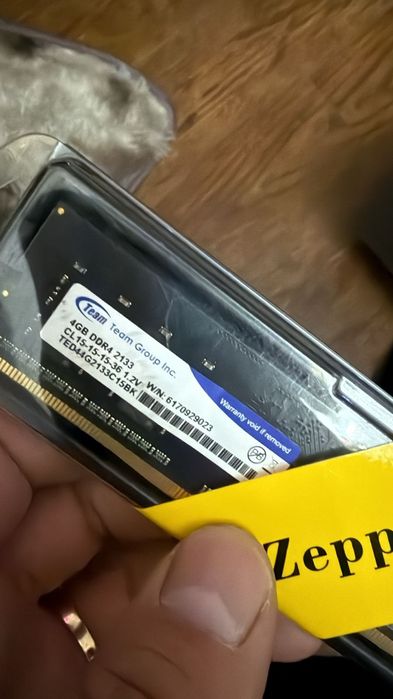 Team Team Group Inc.
4GB DDR4 2133
CL15-15-15-36 1.2V W/N: 6170929023
TED44G2133C15BK
Warranty void if removed
Zepp